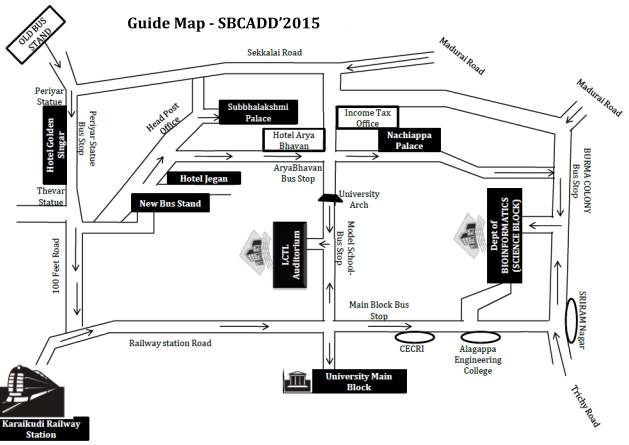 Guide Map - SBCADD'2015
OLD BUS
STAND
Sekkalai Road
Madurai Road
Madurai Road
Periyar
Statue
Periyar Statue
Bus Stop
Hotel Golden
Singar
Thevar
Statue
Head Post
Office
Subbhalakshmi
Palace
Income Tax
Office
Hotel Arya
Bhavan
Nachiappa
Palace
AryaBhavan
Bus Stop
Hotel Jegan
New Bus Stand
University
Arch
BURMA COLONY
Bus Stop
LCTL
Auditorium
Model School-
Bus Stop
Dept of
BIOINFORMATICS
(SCIENCE BLOCK)
100 Feet Road
Main Block Bus
Stop
Railway station Road
CECRI
Alagappa
Engineering
College
SRIRAM Nagar
University Main
Block
Trichy Road
Karaikudi Railway
Station